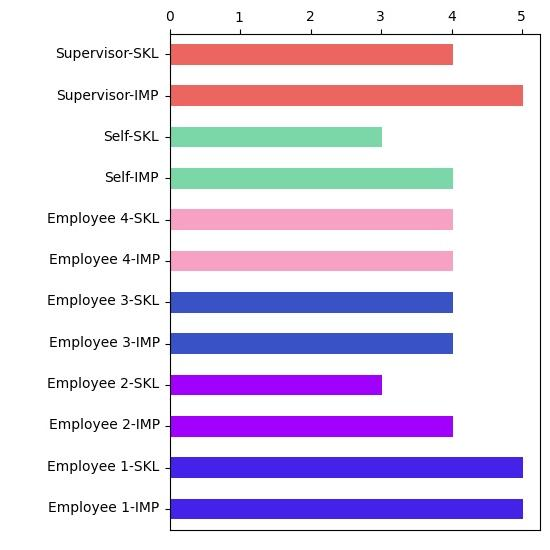 0 1 2 3 4 5
Supervisor-SKL
Supervisor-IMP
Self-SKL
Self-IMP
Employee 4-SKL
Employee 4-IMP
Employee 3-SKL
Employee 3-IMP
Employee 2-SKL
Employee 2-IMP
Employee 1-SKL
Employee 1-IMP